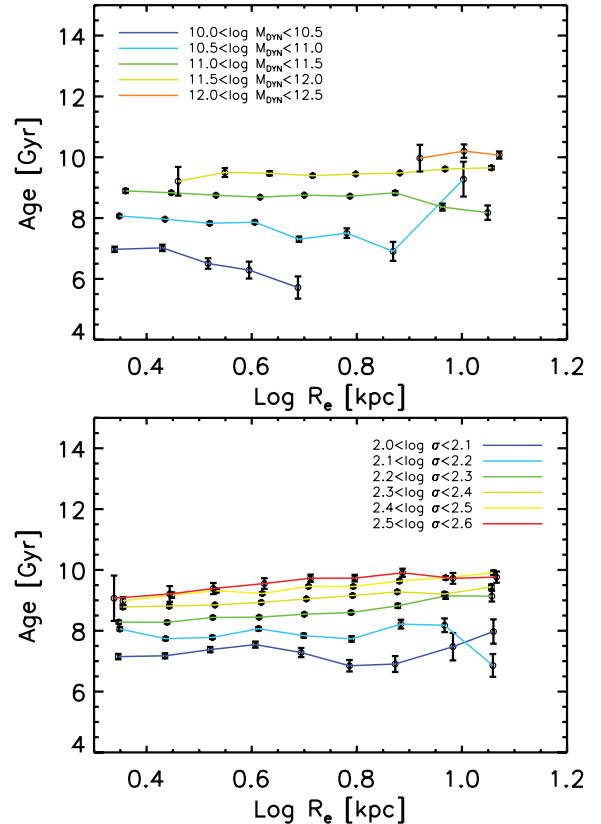 14
12
10
8
6
4
Age [Gyr]
10.0<log M_DYN<10.5
10.5<log M_DYN<11.0
11.0<log M_DYN<11.5
11.5<log M_DYN<12.0
12.0<log M_DYN<12.5
0.4 0.6 0.8 1.0 1.2
Log R_e [kpc]
14
12
10
8
6
4
Age [Gyr]
2.0<log σ<2.1
2.1<log σ<2.2
2.2<log σ<2.3
2.3<log σ<2.4
2.4<log σ<2.5
2.5<log σ<2.6
0.4 0.6 0.8 1.0 1.2
Log R_e [kpc]